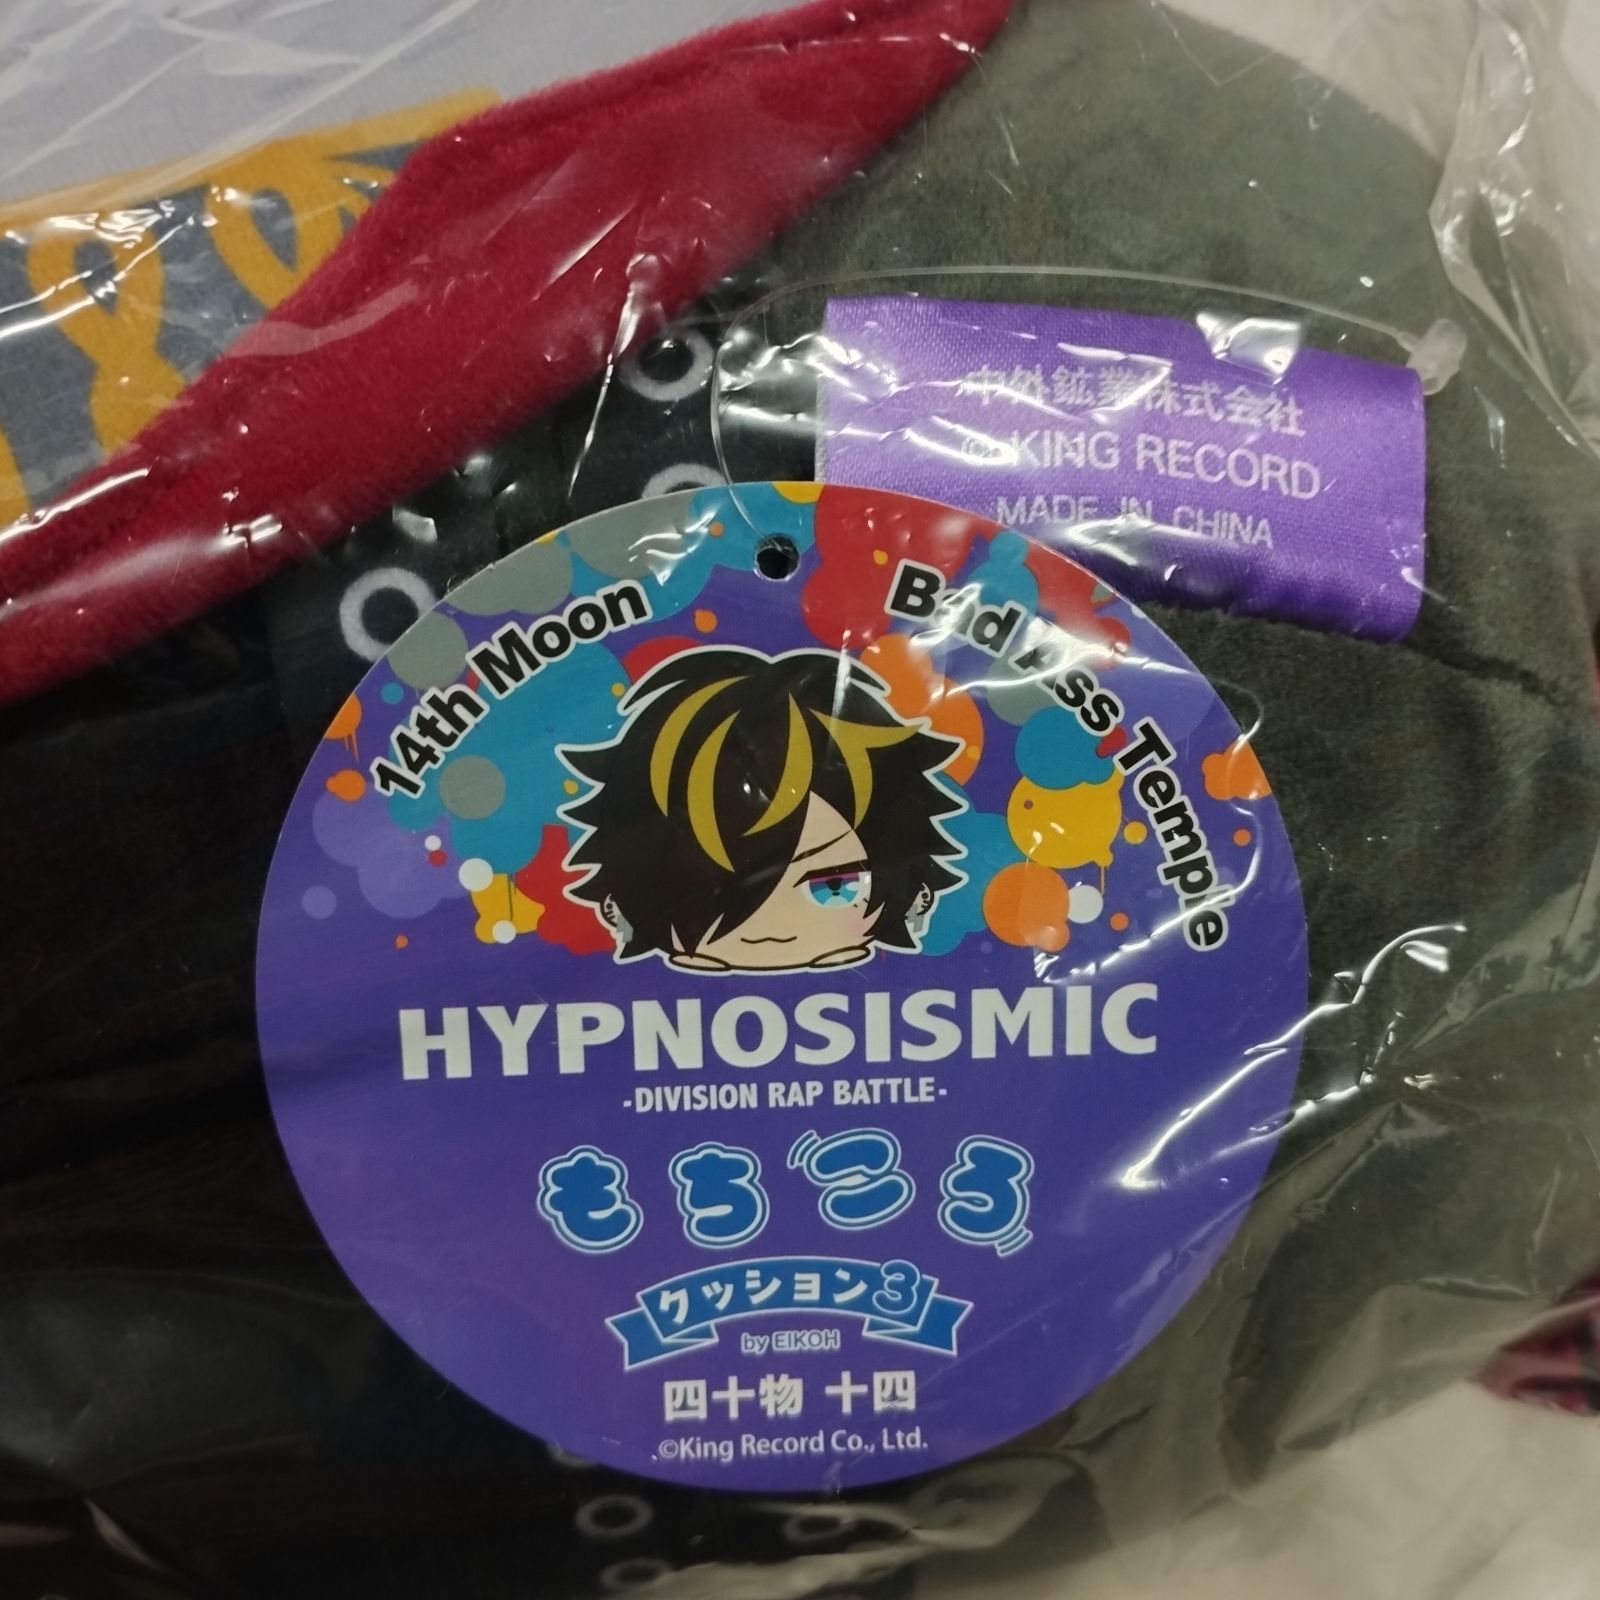 中外鉱業株式会社
© KING RECORD
MADE IN CHINA
14th Moon
Bad Ass Temple
HYPNOSISMIC
-DIVISION RAP BATTLE-
もちころ
クッション3
by EIKOH
四十物 十四
©King Record Co., Ltd.